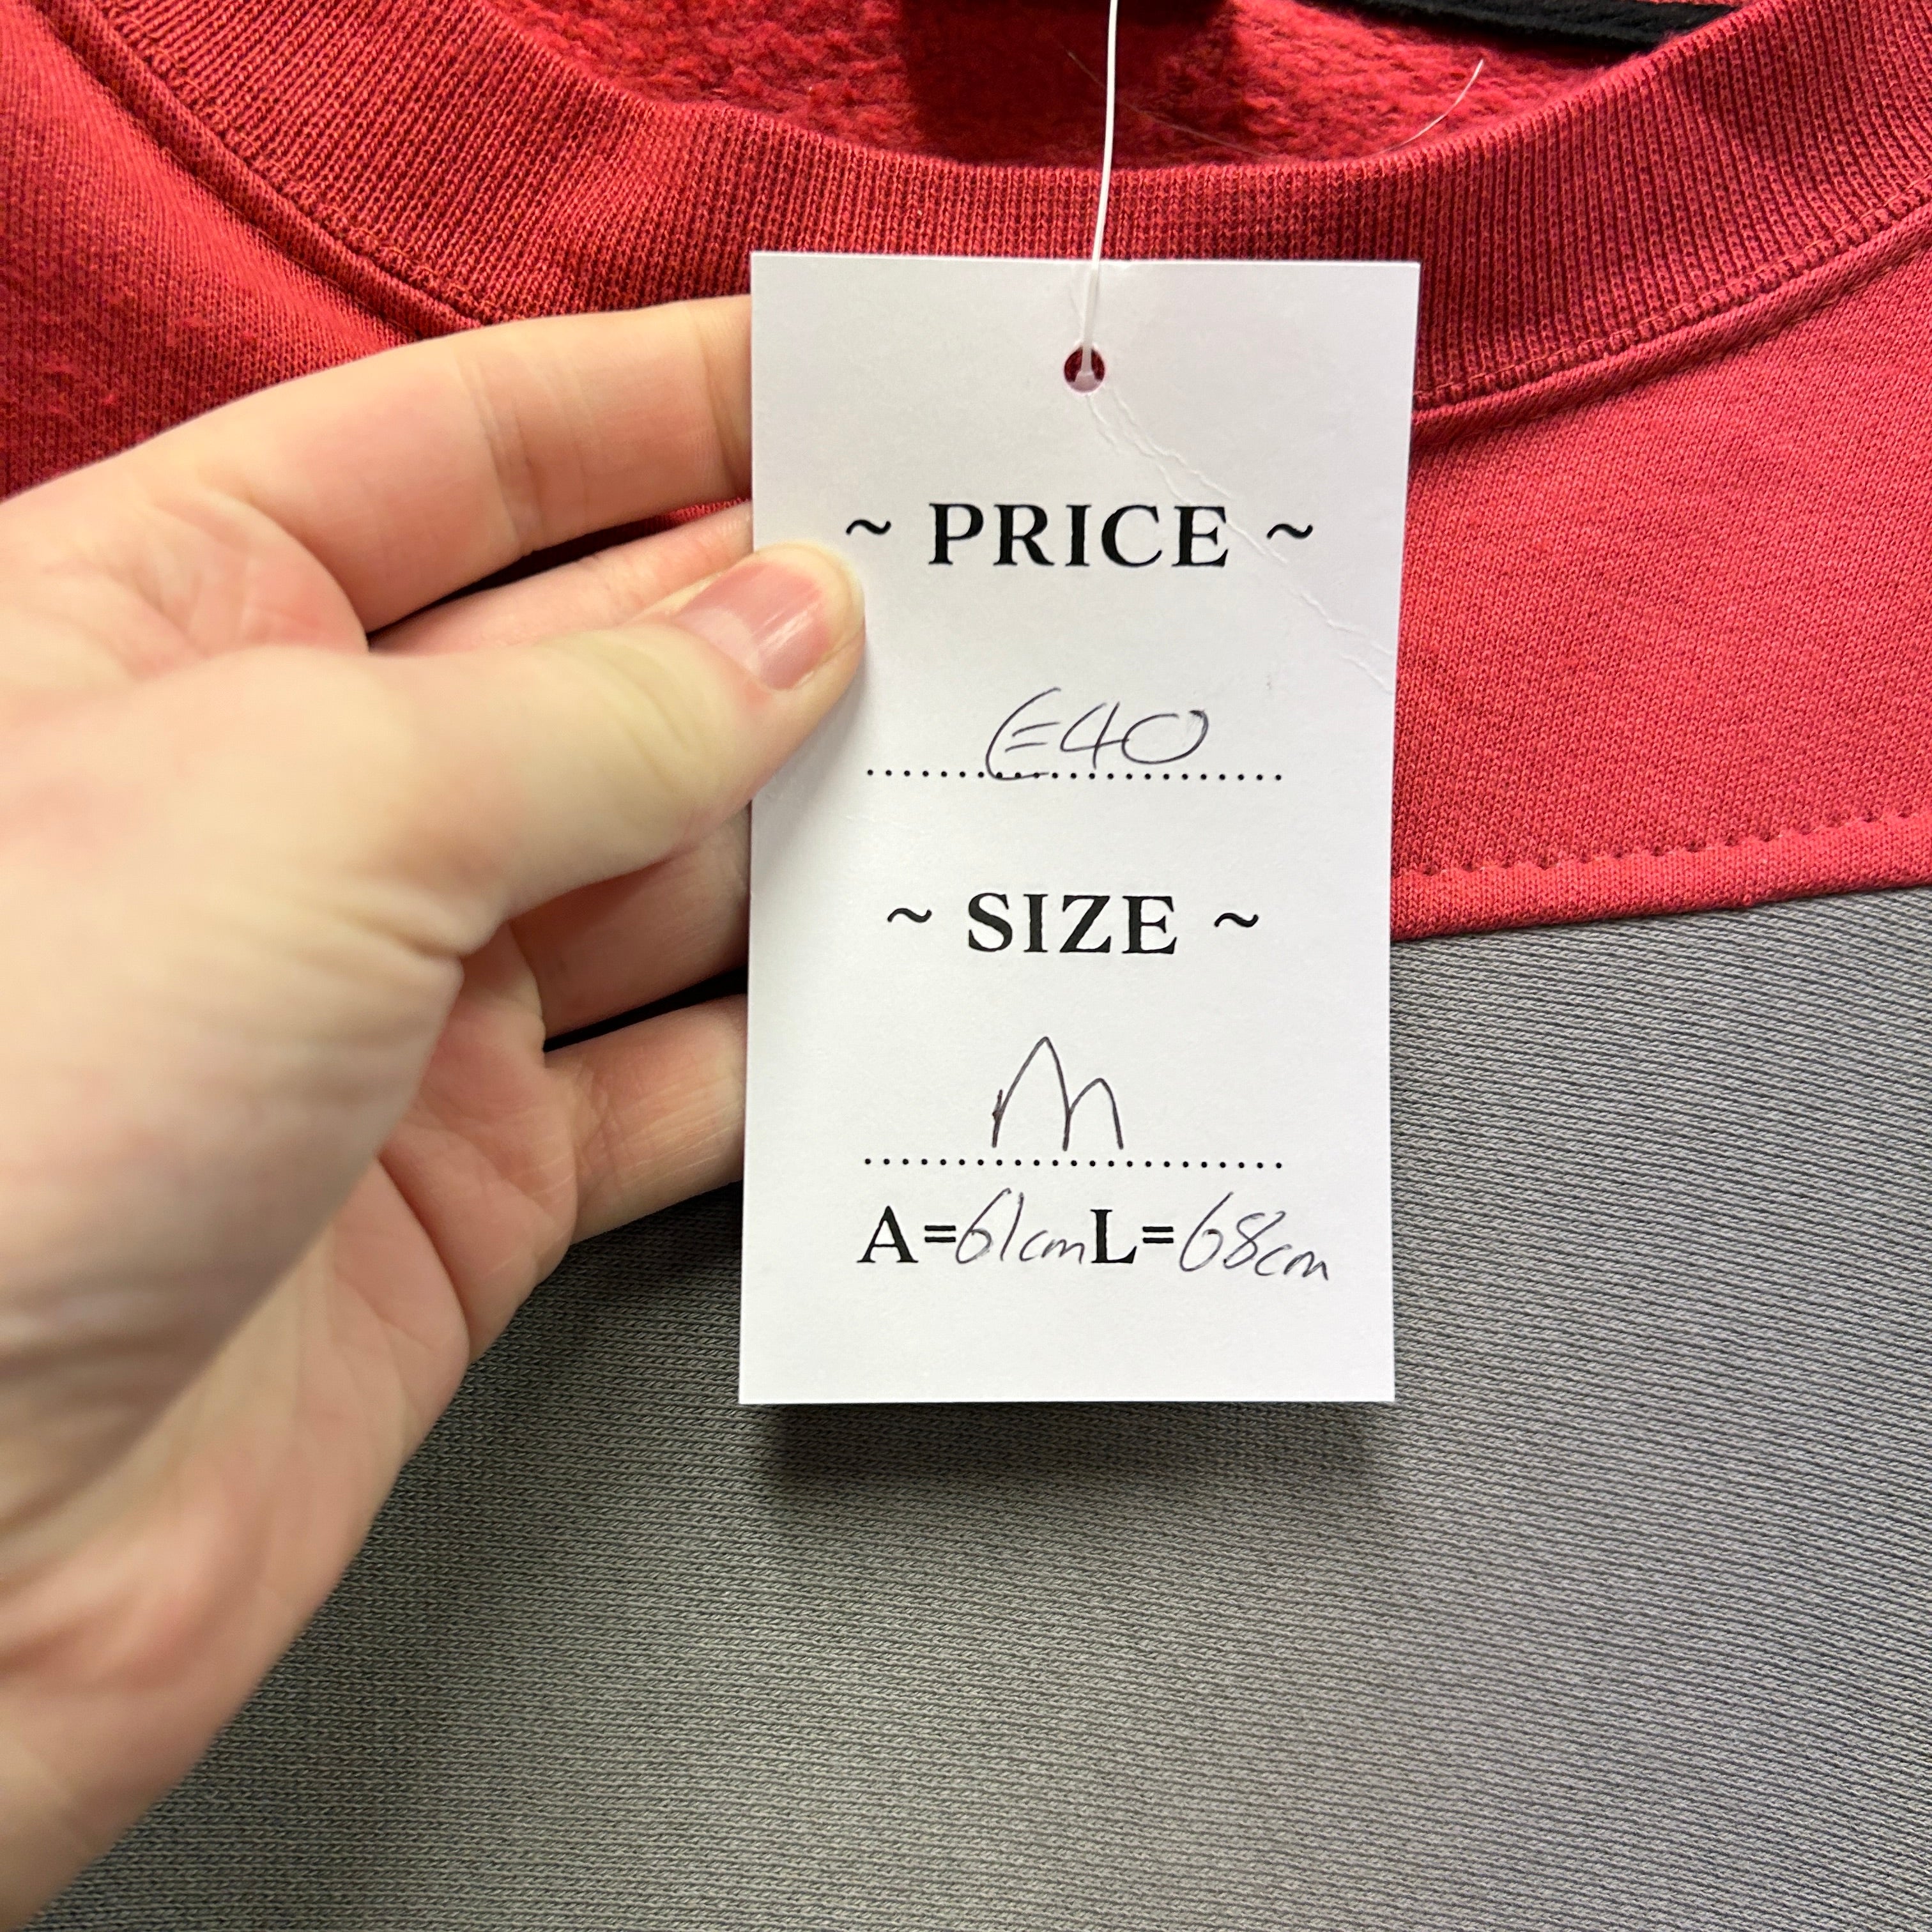 ~ PRICE ~
€40
~ SIZE ~
M
A=61cm L=68cm